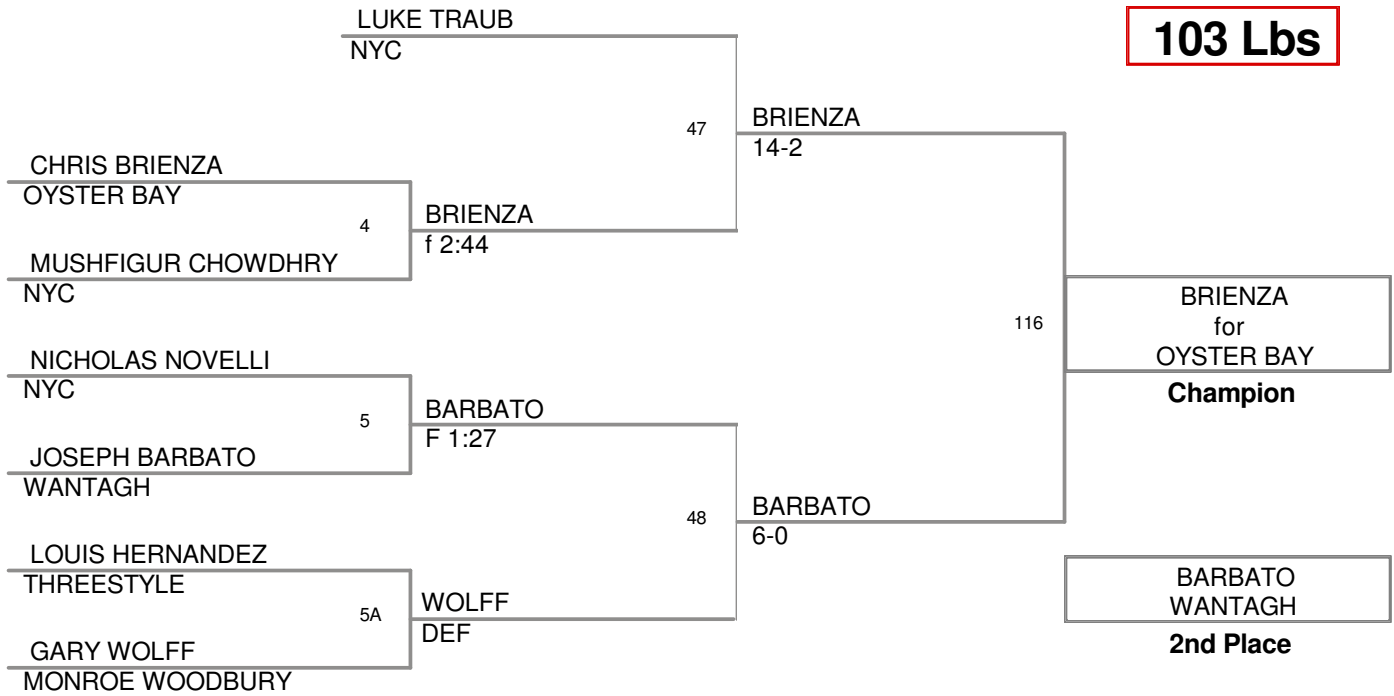 LUKE TRAUB
NYC
103 Lbs
47
BRIENZA
14-2
CHRIS BRIENZA
OYSTER BAY
4
BRIENZA
f 2:44
MUSHFIGUR CHOWDHRY
NYC
116
BRIENZA
for
OYSTER BAY
Champion
NICHOLAS NOVELLI
NYC
5
BARBATO
F 1:27
JOSEPH BARBATO
WANTAGH
48
BARBATO
6-0
LOUIS HERNANDEZ
THREESTYLE
5A
WOLFF
DEF
GARY WOLFF
MONROE WOODBURY
BARBATO
WANTAGH
2nd Place